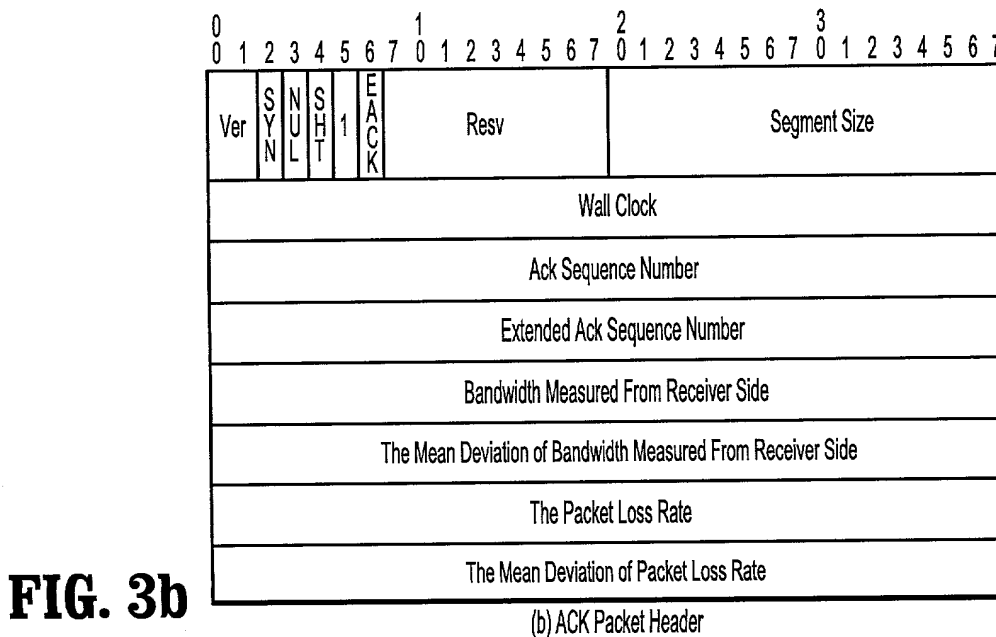 0 1 2 3
0 1 2 3 4 5 6 7 0 1 2 3 4 5 6 7 0 1 2 3 4 5 6 7 0 1 2 3 4 5 6 7
Ver SYN NUL SHT 1 EACK Resv Segment Size
Wall Clock
Ack Sequence Number
Extended Ack Sequence Number
Bandwidth Measured From Receiver Side
The Mean Deviation of Bandwidth Measured From Receiver Side
The Packet Loss Rate
The Mean Deviation of Packet Loss Rate
FIG. 3b
(b) ACK Packet Header